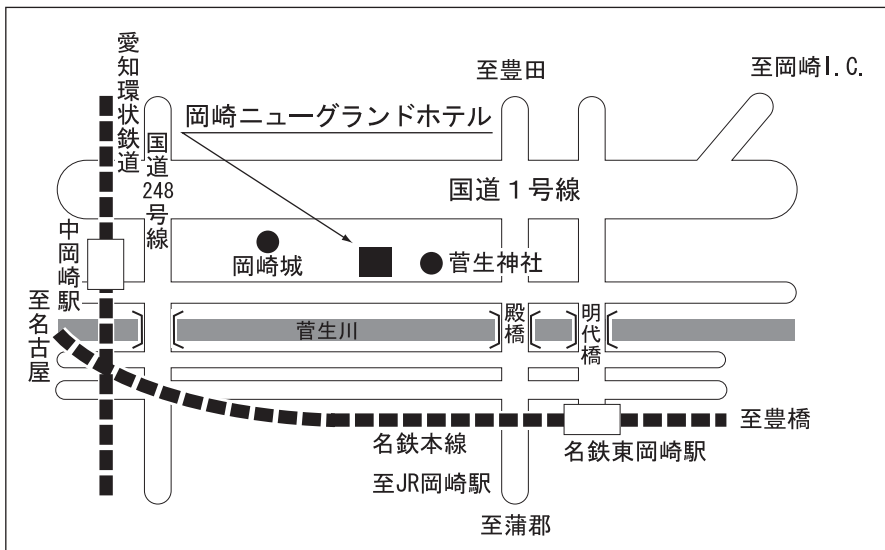 愛知環状鉄道
国道248号線
岡崎ニューグランドホテル
至豊田
至岡崎I.C.
国道1号線
中岡崎駅
岡崎城
菅生神社
至名古屋
菅生川
殿橋
明代橋
名鉄本線
名鉄東岡崎駅
至豊橋
至JR岡崎駅
至蒲郡